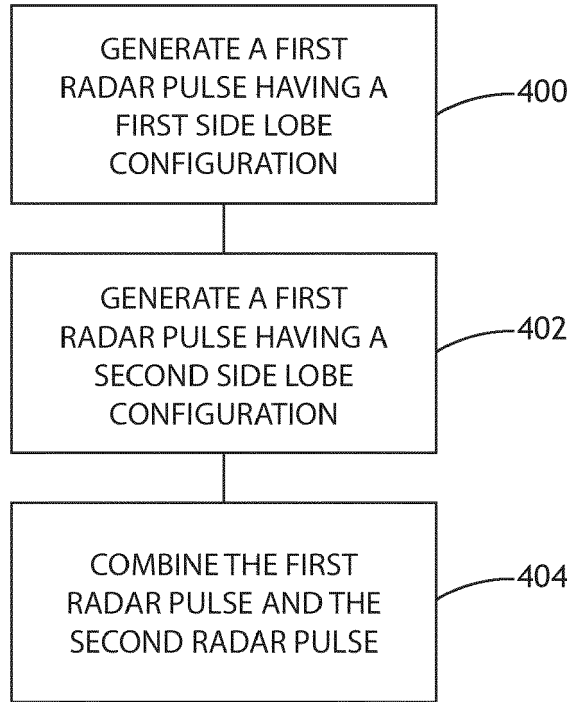 GENERATE A FIRST
RADAR PULSE HAVING A
FIRST SIDE LOBE
CONFIGURATION
400
GENERATE A FIRST
RADAR PULSE HAVING A
SECOND SIDE LOBE
CONFIGURATION
402
COMBINE THE FIRST
RADAR PULSE AND THE
SECOND RADAR PULSE
404